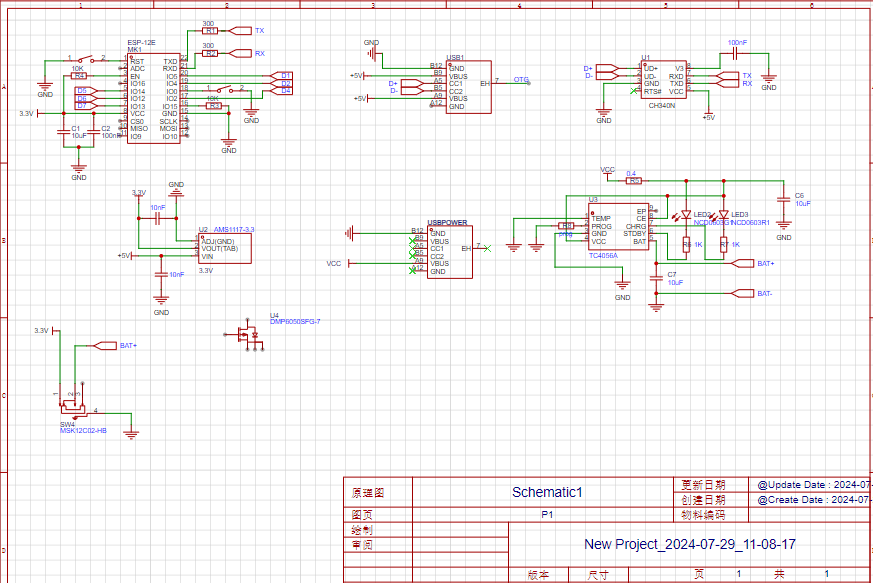 1 2 3 4 5 6
ESP-12E
MK1
RST
ADC
EN
IO16
IO14
IO12
IO13
VCC
CS0
MISO
IO9
TXD
RXD
IO5
IO4
IO0
IO2
IO15
GND
SCLK
MOSI
IO10
300
R1
TX
300
R2
RX
D1
D2
D4
1 2
10K
R4
GND
D5
D6
D7
3.3V
C1
10uF
C2
100nF
GND
1 2
10K
R3
GND
GND
GND
+5V
D+
D-
+5V
USB1
B12
B9
A5
B5
A9
A12
GND
VBUS
CC1
CC2
VBUS
GND
EH
7
OTG
D+
D-
U1
UD+
UD-
GND
RTS#
V3
RXD
TXD
VCC
CH340N
GND
100nF
GND
TX
RX
+5V
3.3V
GND
10nF
U2 AMS1117-3.3
ADJ(GND)
VOUT(TAB)
VIN
3.3V
+5V
10nF
GND
USBPOWER
B12
GND
VBUS
CC1
CC2
VBUS
GND
EH
7
VCC
VCC
0.4
R5
U3
TEMP
PROG
GND
VCC
EP
CE
CHRG
STDBY
BAT
TC4056A
GND
LED2
NCD0603G1
LED3
NCD0603R1
R6 1K
R7 1K
C6
10uF
GND
BAT+
C7
10uF
BAT-
U4
DMP6050SFG-7
3.3V
BAT+
1
2
3
4
SW4
MSK12C02-HB
原理图
Schematic1
更新日期
@Update Date : 2024-07-
创建日期
@Create Date : 2024-07-
图页
P1
物料编码
绘制
审阅
New Project_2024-07-29_11-08-17
版本 尺寸 页 1 共 1